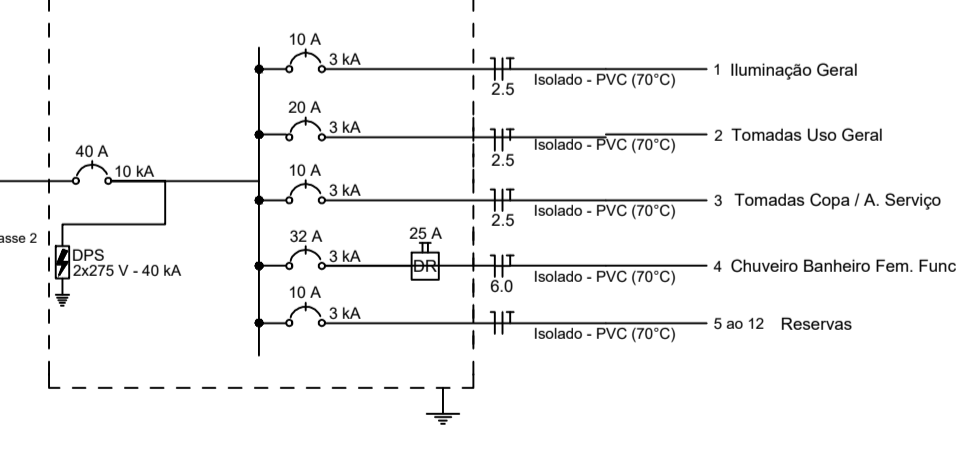 40 A
10 kA
asse 2
DPS
2x275 V - 40 kA
10 A
3 kA
2.5
Isolado - PVC (70°C)
1 Iluminação Geral
20 A
3 kA
2.5
Isolado - PVC (70°C)
2 Tomadas Uso Geral
10 A
3 kA
2.5
Isolado - PVC (70°C)
3 Tomadas Copa / A. Serviço
32 A
3 kA
25 A
DR
6.0
Isolado - PVC (70°C)
4 Chuveiro Banheiro Fem. Func
10 A
3 kA
Isolado - PVC (70°C)
5 ao 12 Reservas